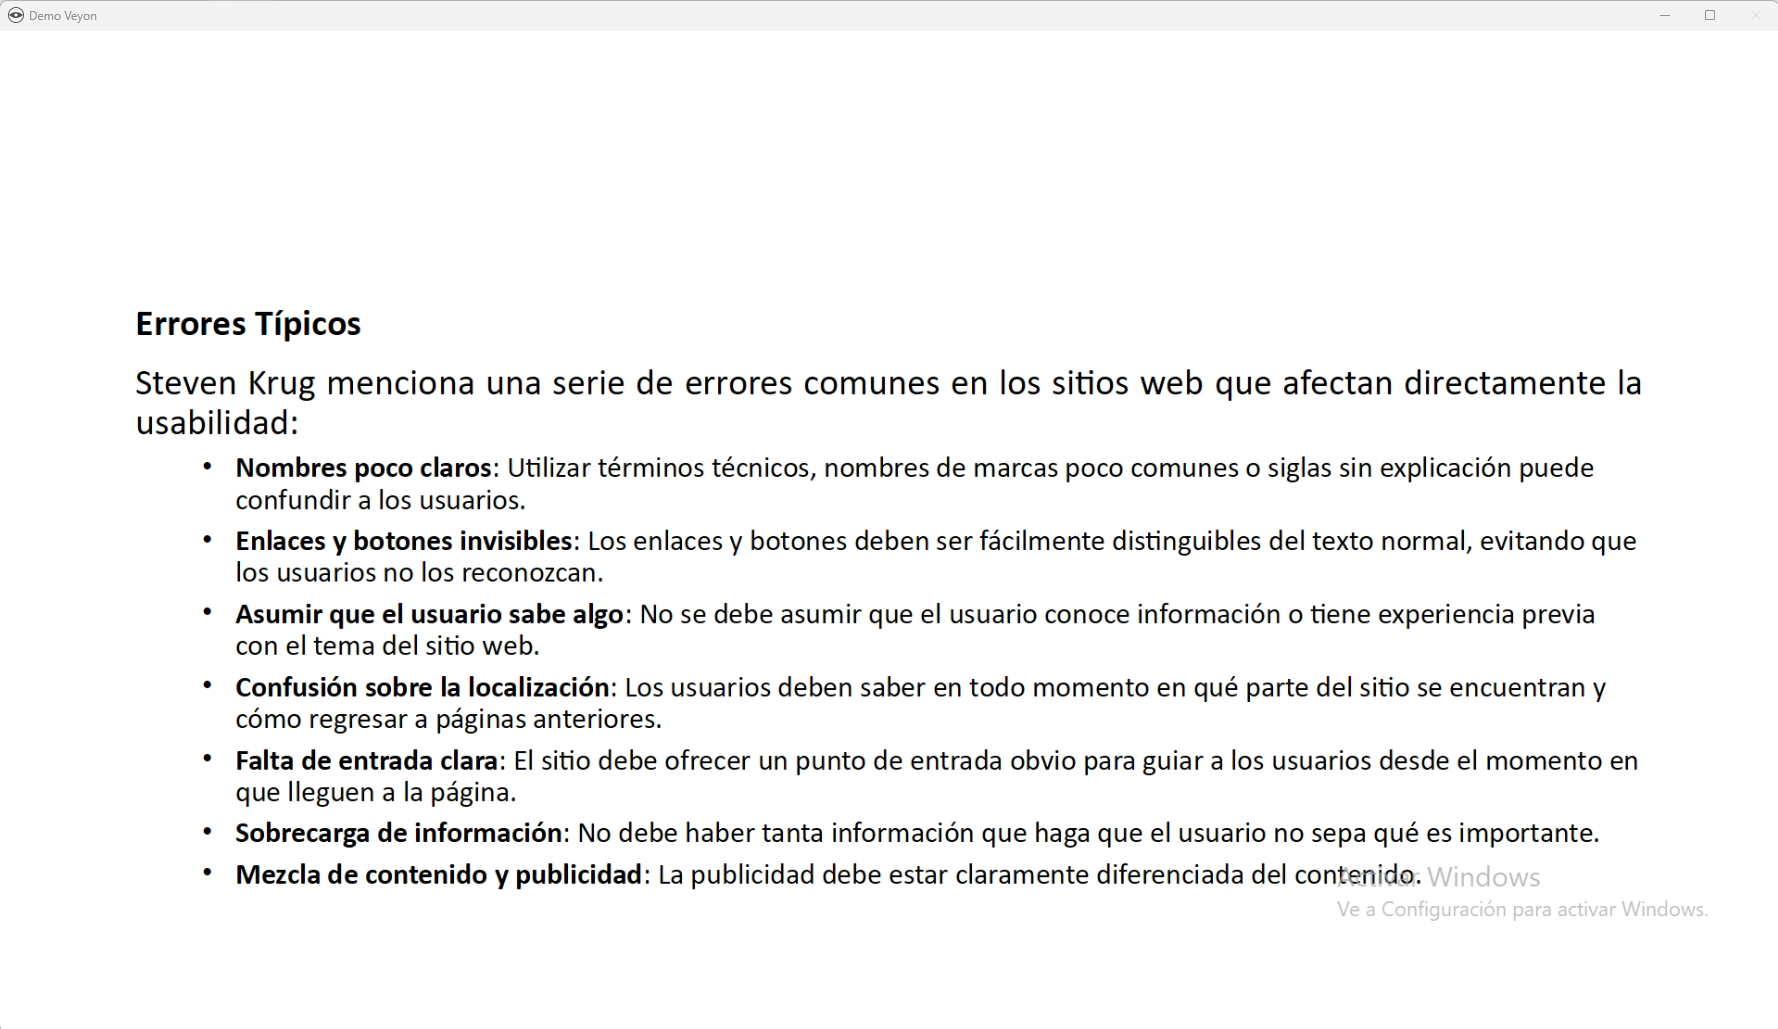 Demo Veyon
Errores Típicos
Steven Krug menciona una serie de errores comunes en los sitios web que afectan directamente la
usabilidad:
• Nombres poco claros: Utilizar términos técnicos, nombres de marcas poco comunes o siglas sin explicación puede
confundir a los usuarios.
• Enlaces y botones invisibles: Los enlaces y botones deben ser fácilmente distinguibles del texto normal, evitando que
los usuarios no los reconozcan.
• Asumir que el usuario sabe algo: No se debe asumir que el usuario conoce información o tiene experiencia previa
con el tema del sitio web.
• Confusión sobre la localización: Los usuarios deben saber en todo momento en qué parte del sitio se encuentran y
cómo regresar a páginas anteriores.
• Falta de entrada clara: El sitio debe ofrecer un punto de entrada obvio para guiar a los usuarios desde el momento en
que lleguen a la página.
• Sobrecarga de información: No debe haber tanta información que haga que el usuario no sepa qué es importante.
• Mezcla de contenido y publicidad: La publicidad debe estar claramente diferenciada del contenido.
Activar Windows
Ve a Configuración para activar Windows.